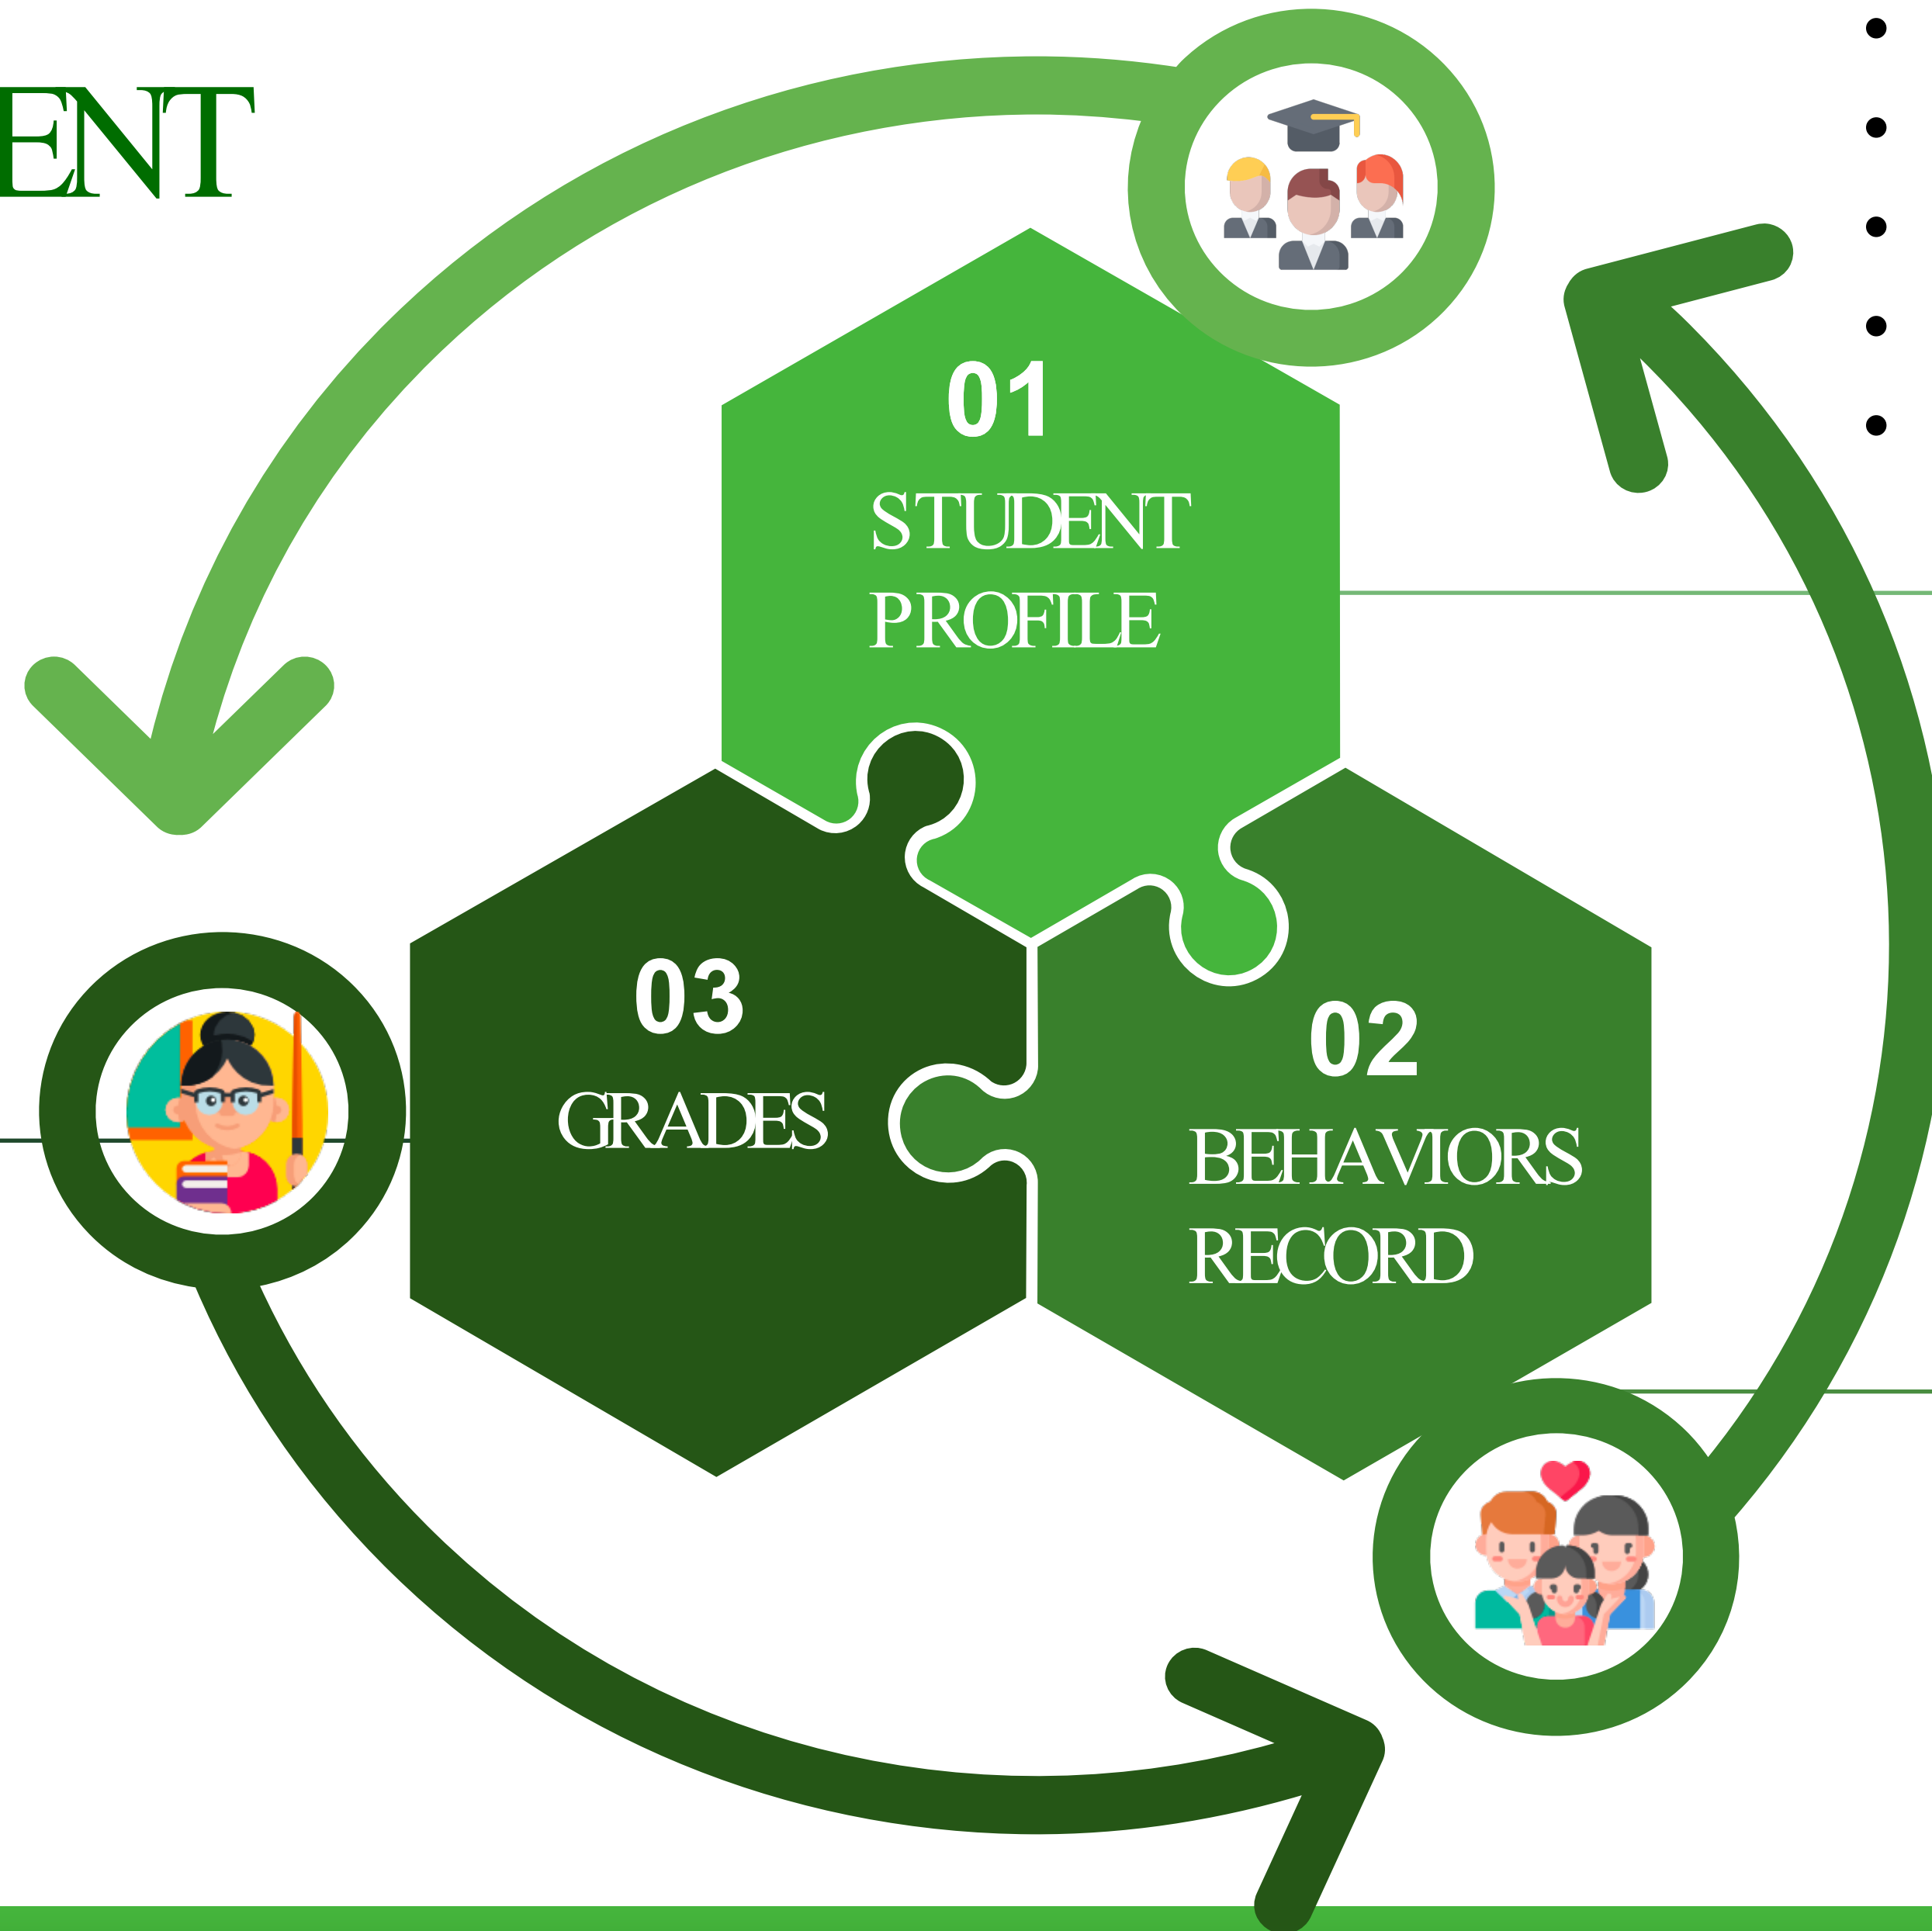 ENT
01
STUDENT
PROFILE
03
GRADES
02
BEHAVIORS
RECORD